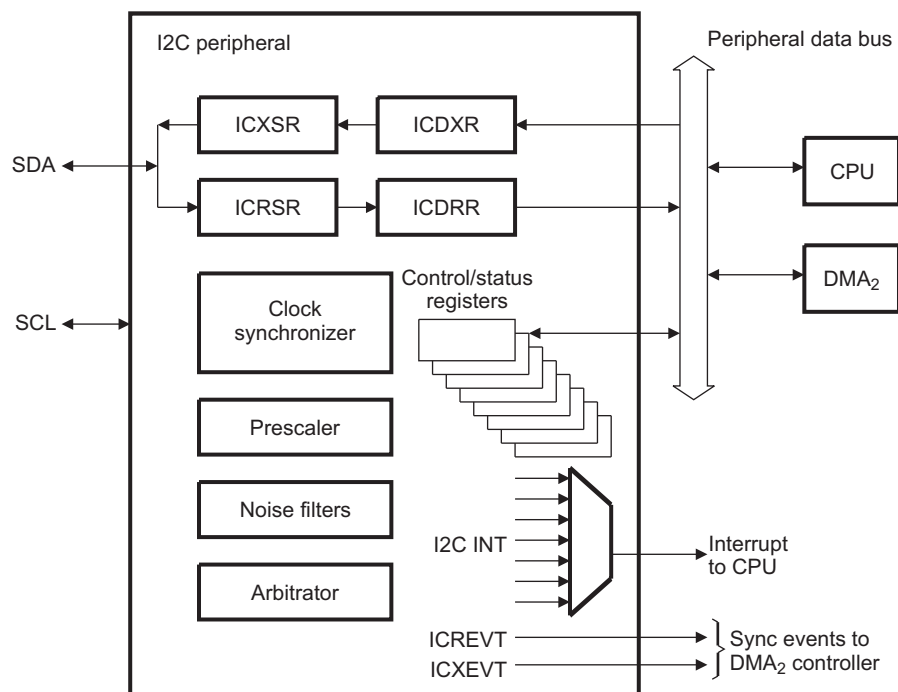 I2C peripheral
Peripheral data bus
ICXSR
ICDXR
SDA
CPU
ICRSR
ICDRR
Control/status
registers
DMA₂
SCL
Clock
synchronizer
Prescaler
Noise filters
I2C INT
Interrupt
to CPU
Arbitrator
ICREVT
ICXEVT
Sync events to
DMA₂ controller